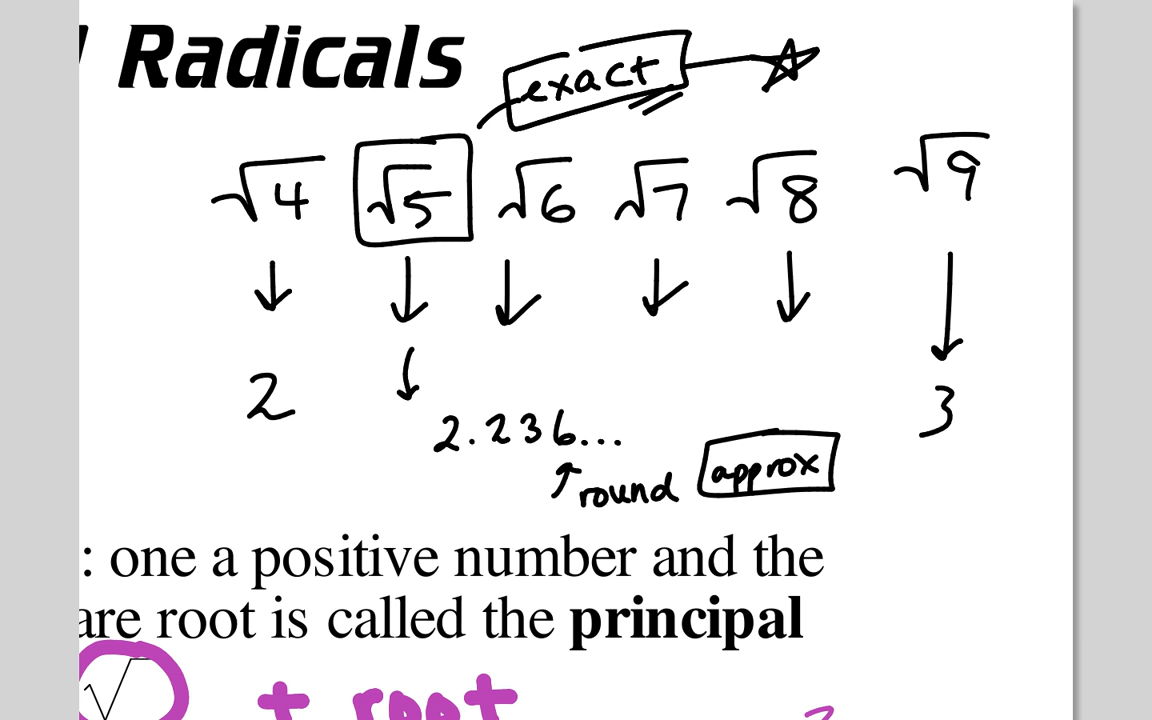 Radicals
exact
√4 √5 √6 √7 √8 √9
2 3
2.236...
round approx
: one a positive number and the
are root is called the principal
√ + root